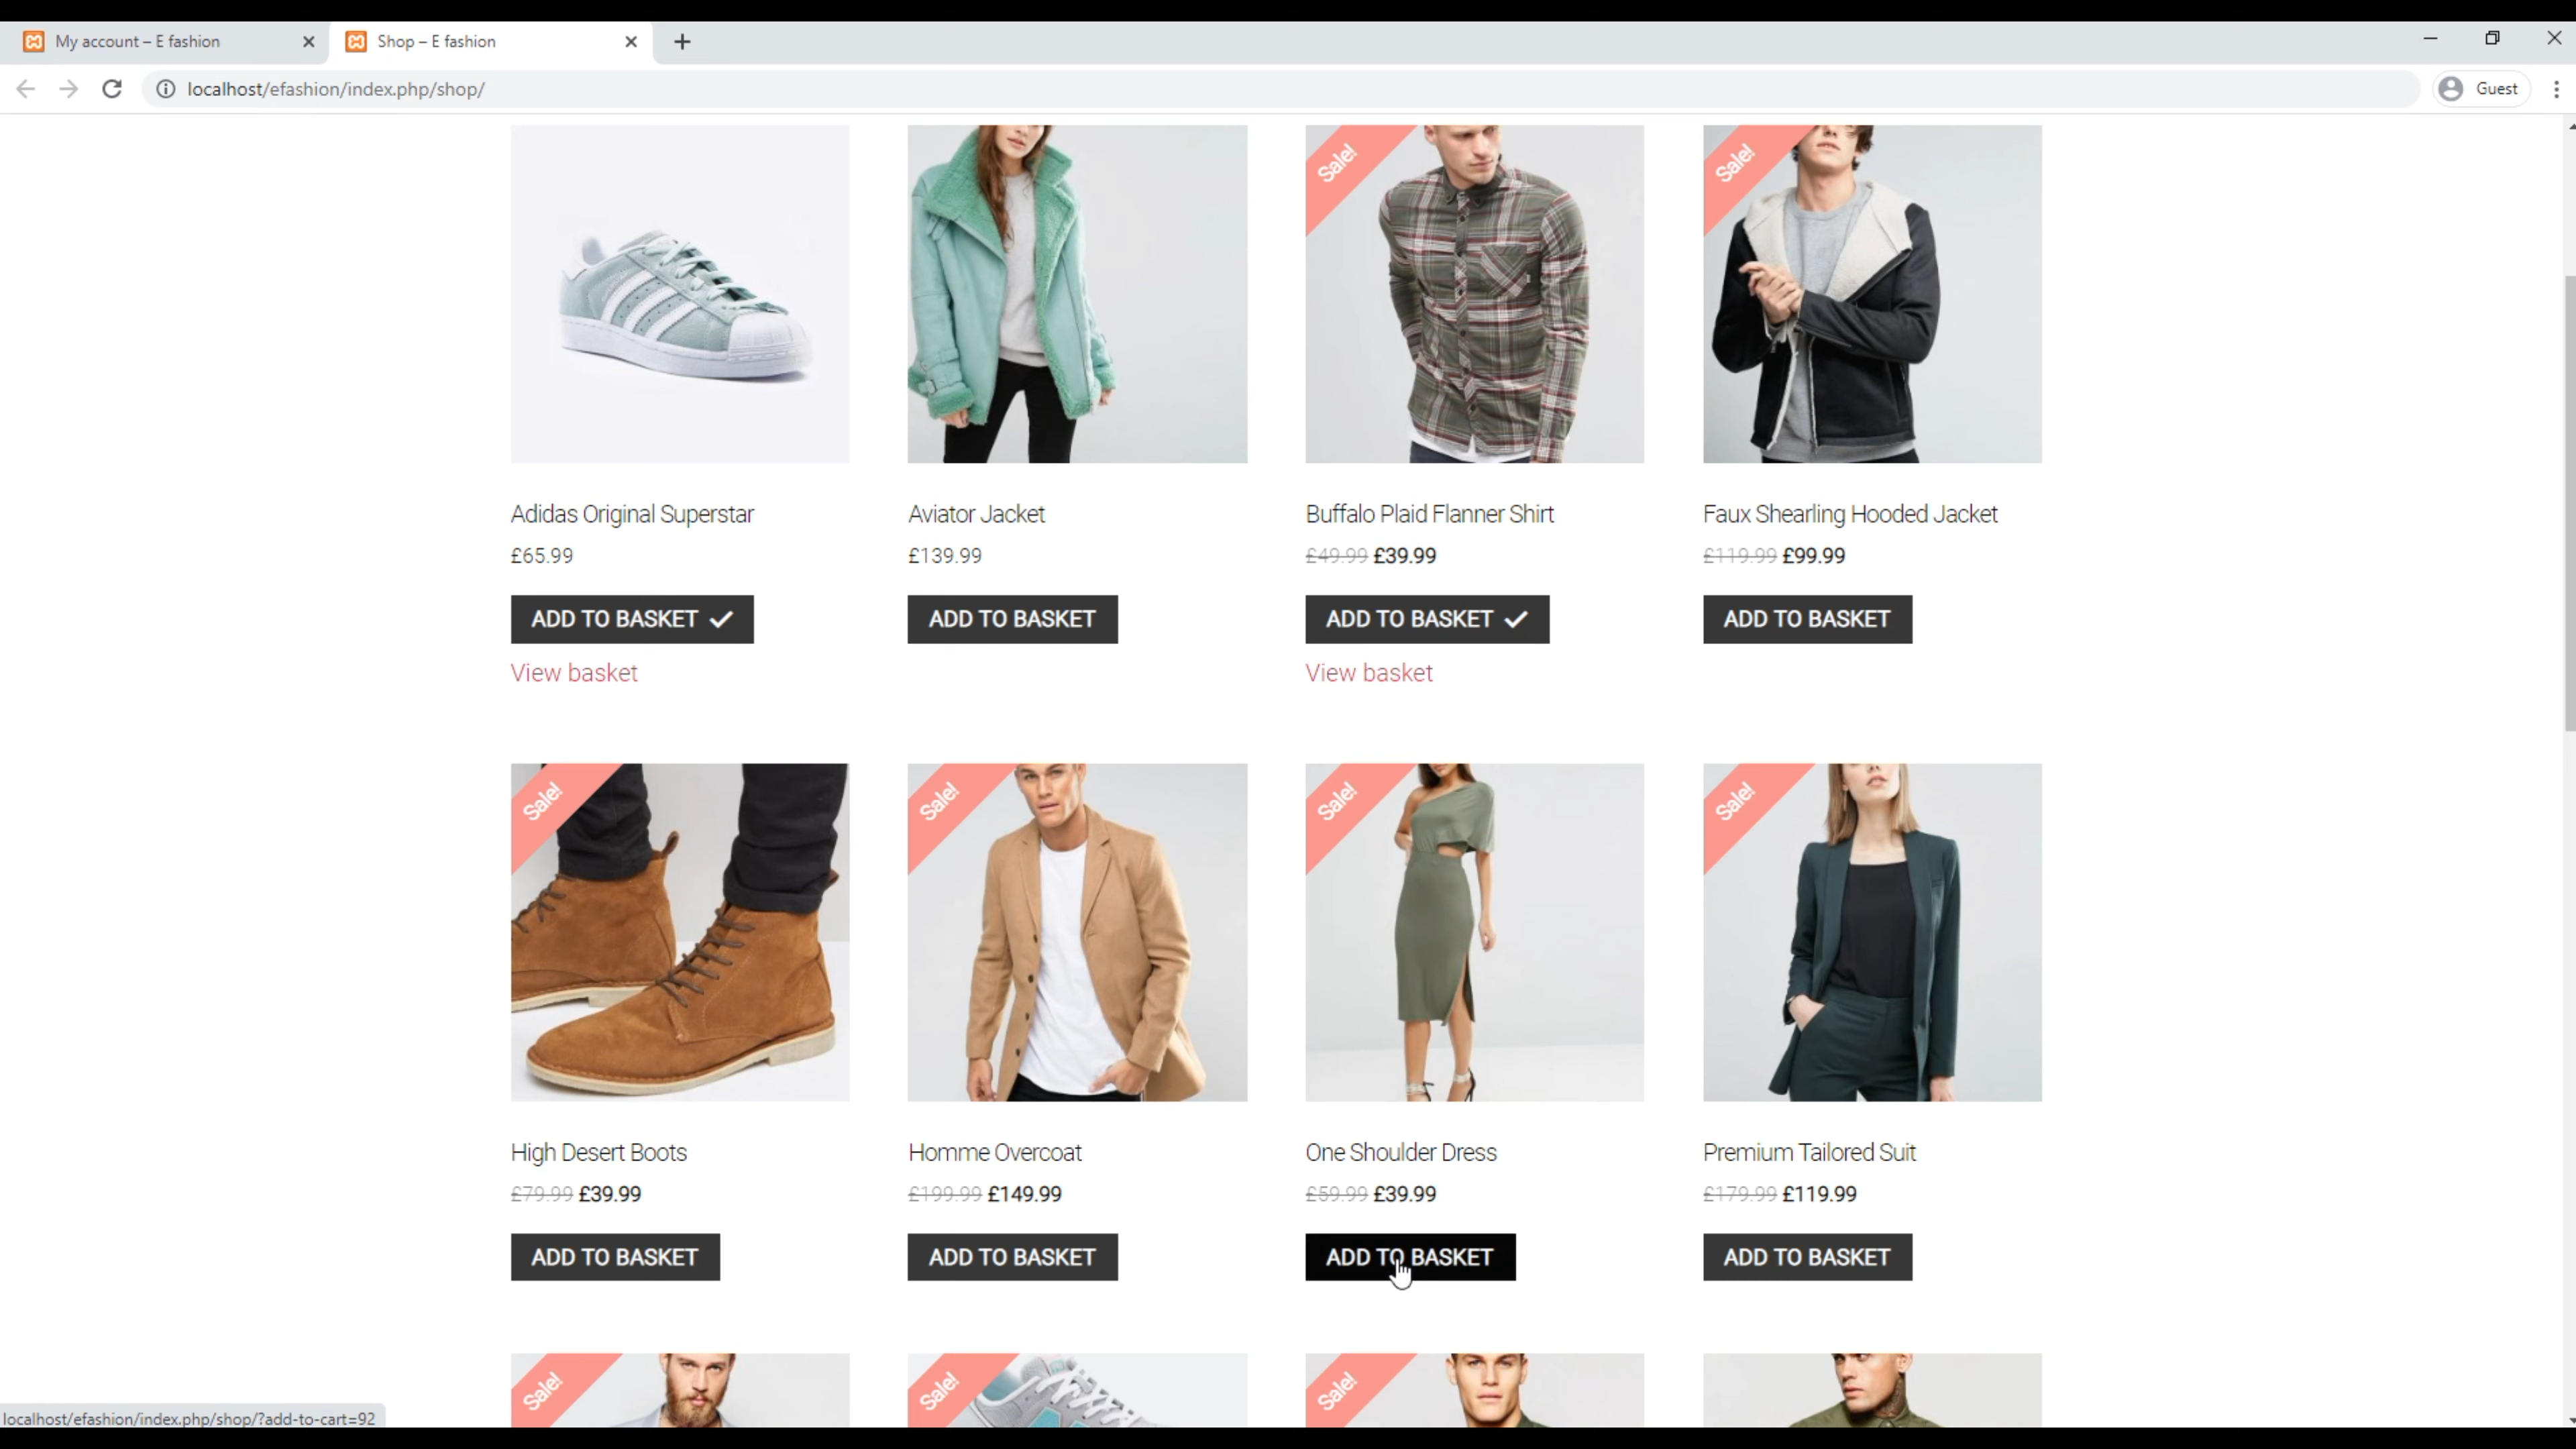 My account – E fashion
Shop – E fashion
localhost/efashion/index.php/shop/
Guest
Sale!
Sale!
Adidas Original Superstar
Aviator Jacket
Buffalo Plaid Flanner Shirt
Faux Shearling Hooded Jacket
£65.99
£139.99
£49.99 £39.99
£119.99 £99.99
ADD TO BASKET
ADD TO BASKET
ADD TO BASKET
ADD TO BASKET
View basket
View basket
Sale!
Sale!
Sale!
Sale!
High Desert Boots
Homme Overcoat
One Shoulder Dress
Premium Tailored Suit
£79.99 £39.99
£199.99 £149.99
£59.99 £39.99
£179.99 £119.99
ADD TO BASKET
ADD TO BASKET
ADD TO BASKET
ADD TO BASKET
Sale!
Sale!
Sale!
localhost/efashion/index.php/shop/?add-to-cart=92